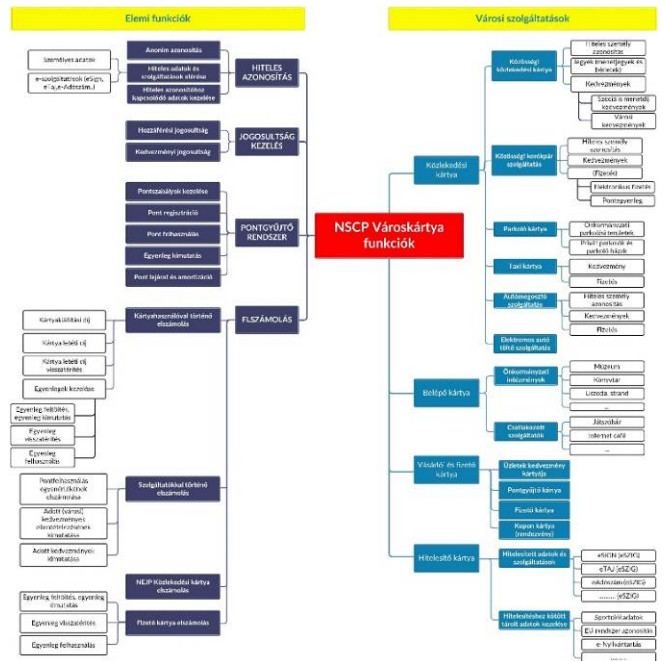 Elemi funkciók
Városi szolgáltatások
NSCP Városkártya
funkciók
HITELES
AZONOSÍTÁS
Anonim azonosítás
Hiteles adatok és
szolgáltatások elérése
Hiteles azonosítóhoz
kapcsolódó adatok kezelése
Személyes adatok
e-szolgáltatások (eSign,
eTaj, e-Adószám,.)
JOGOSULTSÁG
KEZELÉS
Hozzáférési jogosultság
Kedvezményi jogosultság
PONTGYŰJTŐ
RENDSZER
Pontszabályok kezelése
Pont regisztráció
Pont felhasználás
Egyenleg kimutatás
Pont lejárat és amortizáció
ELSZÁMOLÁS
Kártyahasználóval történő
elszámolás
Kártyakiállítási díj
Kártya letéti díj
Kártya letéti díj
visszatérítés
Egyenlegek kezelése
Egyenleg feltöltés,
egyenleg kimutatás
Egyenleg
visszatérítés
Egyenleg
felhasználás
Szolgáltatókkal történő
elszámolás
Pontfelhasználás
egyenértékének
elszámolása
Adott (városi)
kedvezmények
ellentételezésének
kimutatása
Adott kedvezmények
kimutatása
NEJP Közlekedési kártya
elszámolás
Fizető kártya elszámolás
Egyenleg feltöltés, egyenleg
Egyenleg visszatérítés
Egyenleg felhasználás
Közlekedési
kártya
Közösségi
közlekedési kártya
Hiteles személy
azonosítás
Jegyek (menetjegyek és
bérletek)
Kedvezmények
Speciális menetdíj
kedvezmények
Városi
kedvezmények
Közösségi kerékpár
szolgáltatás
Hiteles személy
azonosítás
Kedvezmények
(Fizetés)
Elektronikus fizetés
Pontegyenleg
Parkoló kártya
Önkormányzati
parkolási területek
Privát parkolók és
parkoló házak
Taxi kártya
Kedvezmény
Fizetés
Autómegosztó
szolgáltatás
Hiteles személy
azonosítás
Kedvezmények
Fizetés
Elektromos autó
töltő szolgáltatás
Belépő kártya
Önkormányzati
intézmények
Múzeum
Könyvtár
Uszoda, strand
...
Csatlakozott
szolgáltatók
Játszóház
Internet café
...
Vásárló és fizető
kártya
Üzletek kedvezmény
kártyája
Pontgyűjtő kártya
Fizető kártya
Kupon kártya
(rendezvény)
Hitelesítő kártya
Hitelesített adatok és
szolgáltatások
eSIGN (eSZIG)
eTAJ (eSZIG)
eAdószám (eSZIG)
......... (eSZIG)
Hitelesítéshez kötött
tárolt adatok kezelése
Sportolói adatok
EÜ rendszer azonosítás
e-Nyilvántartás